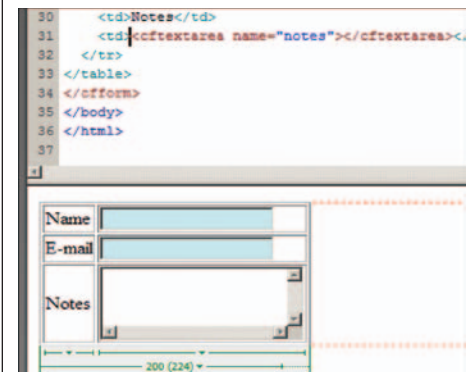 30 <td>Notes</td>
31 <td><cftextarea name="notes"></cftextarea></
32 </tr>
33 </table>
34 </cfform>
35 </body>
36 </html>
37
Name
E-mail
Notes
200 (224)